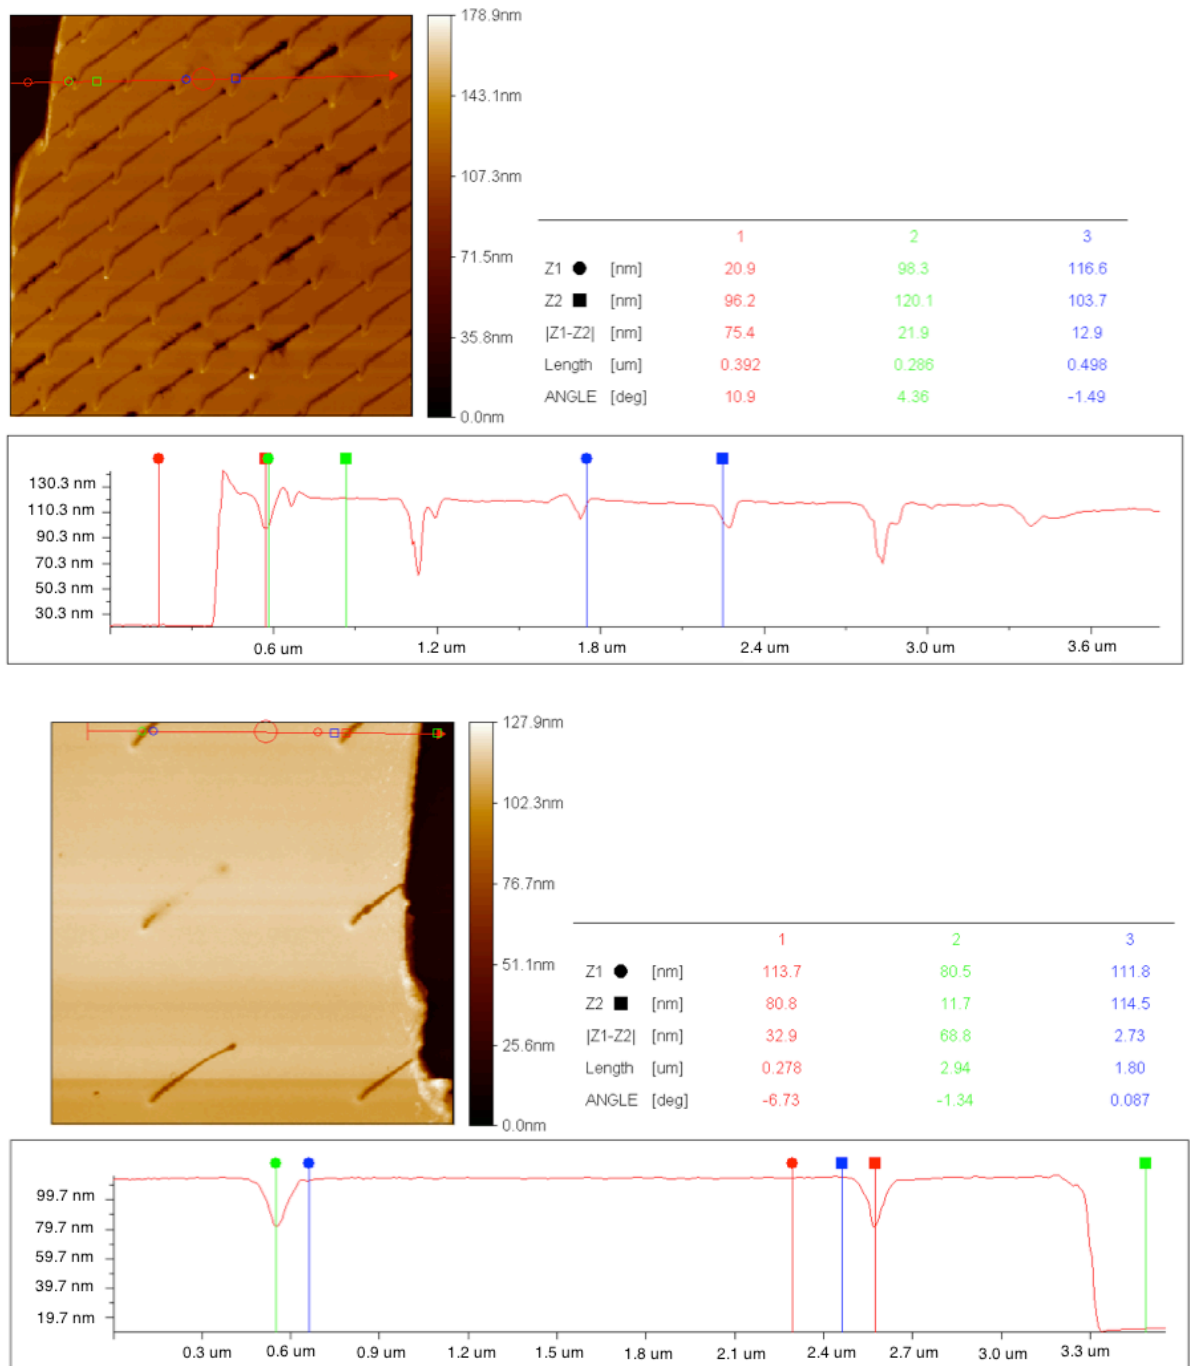 178.9nm
143.1nm
107.3nm
71.5nm
35.8nm
0.0nm
1 2 3
Z1 [nm] 20.9 98.3 116.6
Z2 [nm] 96.2 120.1 103.7
|Z1-Z2| [nm] 75.4 21.9 12.9
Length [um] 0.392 0.286 0.498
ANGLE [deg] 10.9 4.36 -1.49
130.3 nm
110.3 nm
90.3 nm
70.3 nm
50.3 nm
30.3 nm
0.6 um 1.2 um 1.8 um 2.4 um 3.0 um 3.6 um
127.9nm
102.3nm
76.7nm
51.1nm
25.6nm
0.0nm
1 2 3
Z1 [nm] 113.7 80.5 111.8
Z2 [nm] 80.8 11.7 114.5
|Z1-Z2| [nm] 32.9 68.8 2.73
Length [um] 0.278 2.94 1.80
ANGLE [deg] -6.73 -1.34 0.087
99.7 nm
79.7 nm
59.7 nm
39.7 nm
19.7 nm
0.3 um 0.6 um 0.9 um 1.2 um 1.5 um 1.8 um 2.1 um 2.4 um 2.7 um 3.0 um 3.3 um